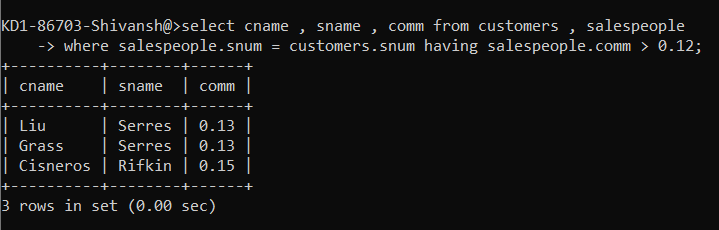 KD1-86703-Shivansh@>select cname , sname , comm from customers , salespeople
    -> where salespeople.snum = customers.snum having salespeople.comm > 0.12;
+----------+--------+------+
| cname    | sname  | comm |
+----------+--------+------+
| Liu      | Serres | 0.13 |
| Grass    | Serres | 0.13 |
| Cisneros | Rifkin | 0.15 |
+----------+--------+------+
3 rows in set (0.00 sec)